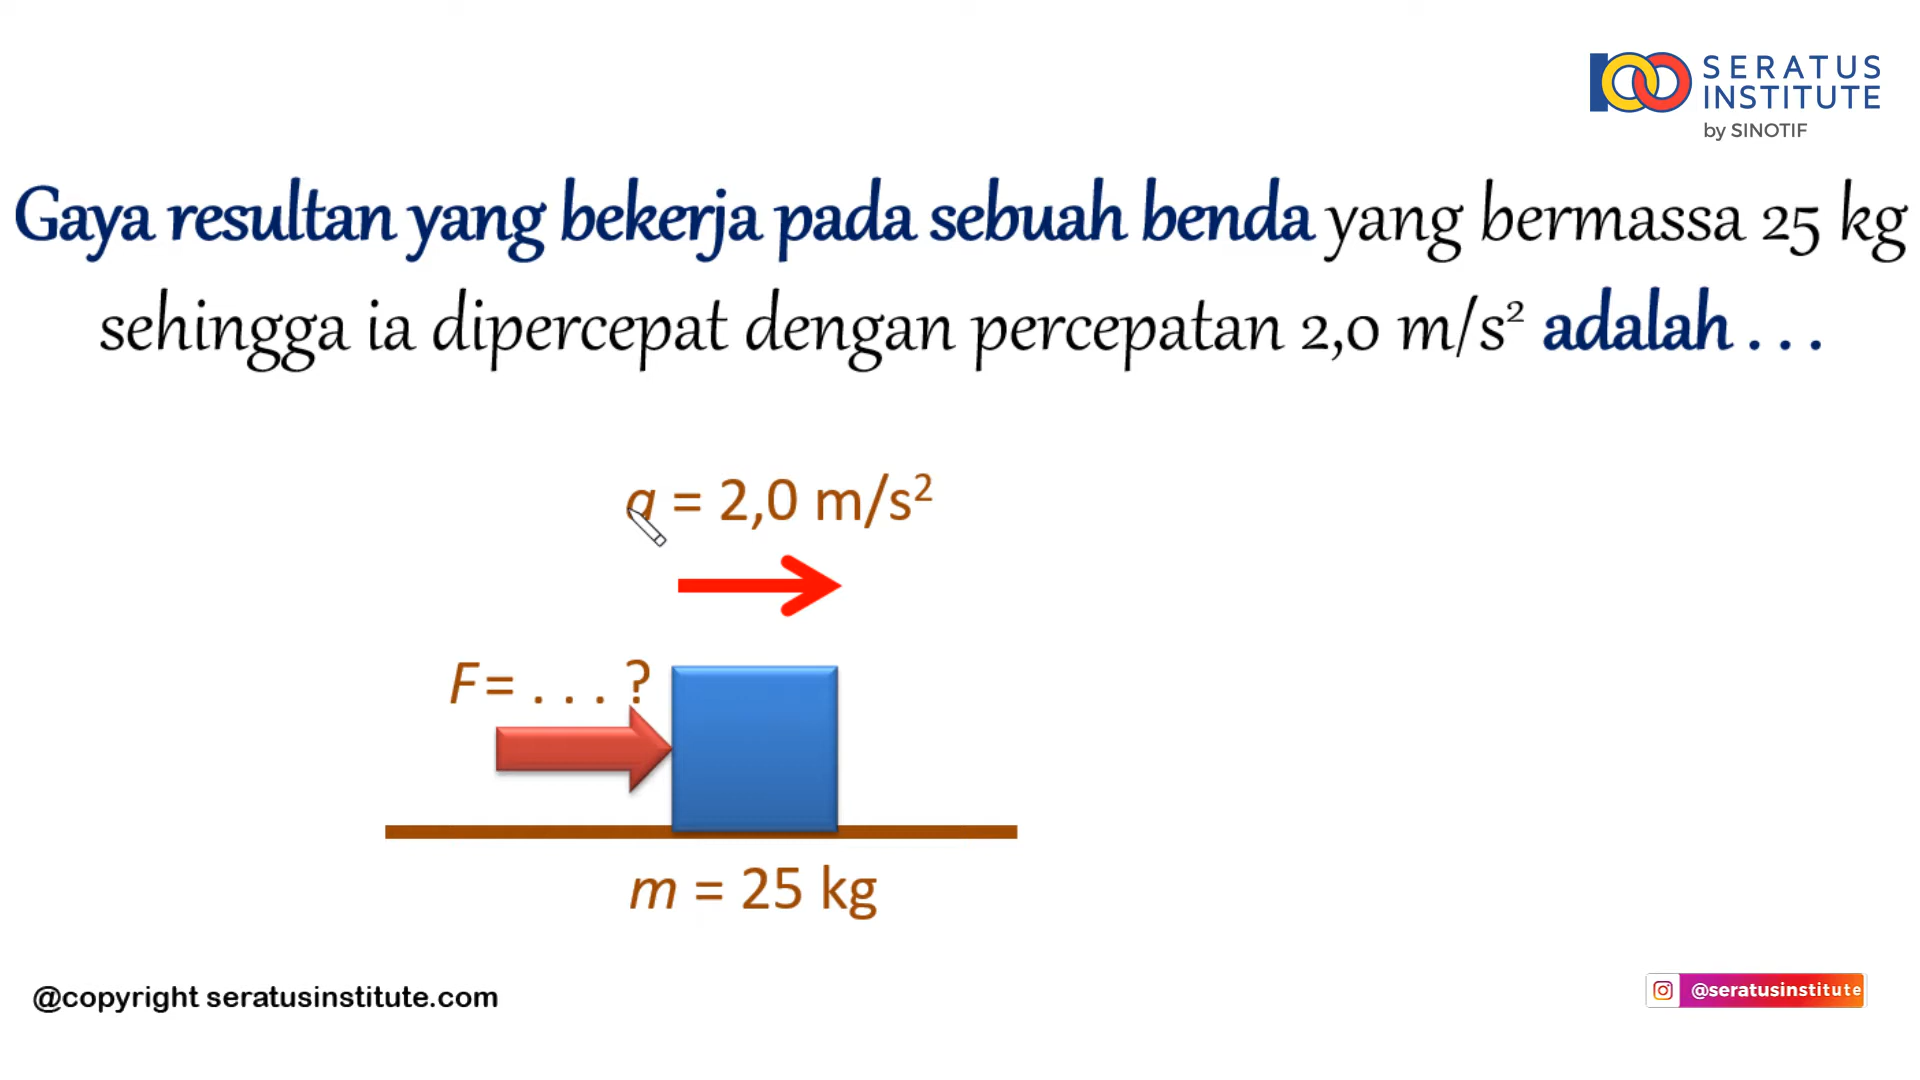 SERATUS
INSTITUTE
by SINOTIF
Gaya resultan yang bekerja pada sebuah benda yang bermassa 25 kg
sehingga ia dipercepat dengan percepatan 2,0 m/s² adalah . . .
a = 2,0 m/s²
F = . . . ?
m = 25 kg
@copyright seratusinstitute.com
@seratusinstitute